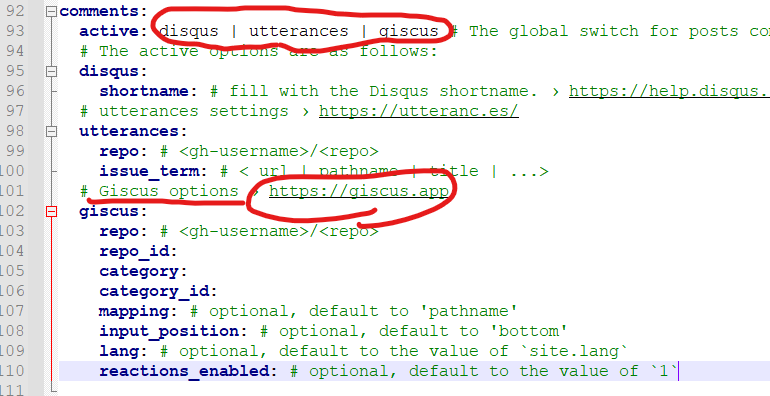 92 comments:
93 active: disqus | utterances | giscus # The global switch for posts co
94 # The active options are as follows:
95 disqus:
96 shortname: # fill with the Disqus shortname. › https://help.disqus.
97 # utterances settings › https://utteranc.es/
98 utterances:
99 repo: # <gh-username>/<repo>
100 issue_term: # < url | pathname | title | ...>
101 # Giscus options › https://giscus.app
102 giscus:
103 repo: # <gh-username>/<repo>
104 repo_id:
105 category:
106 category_id:
107 mapping: # optional, default to 'pathname'
108 input_position: # optional, default to 'bottom'
109 lang: # optional, default to the value of `site.lang`
110 reactions_enabled: # optional, default to the value of `1`
111